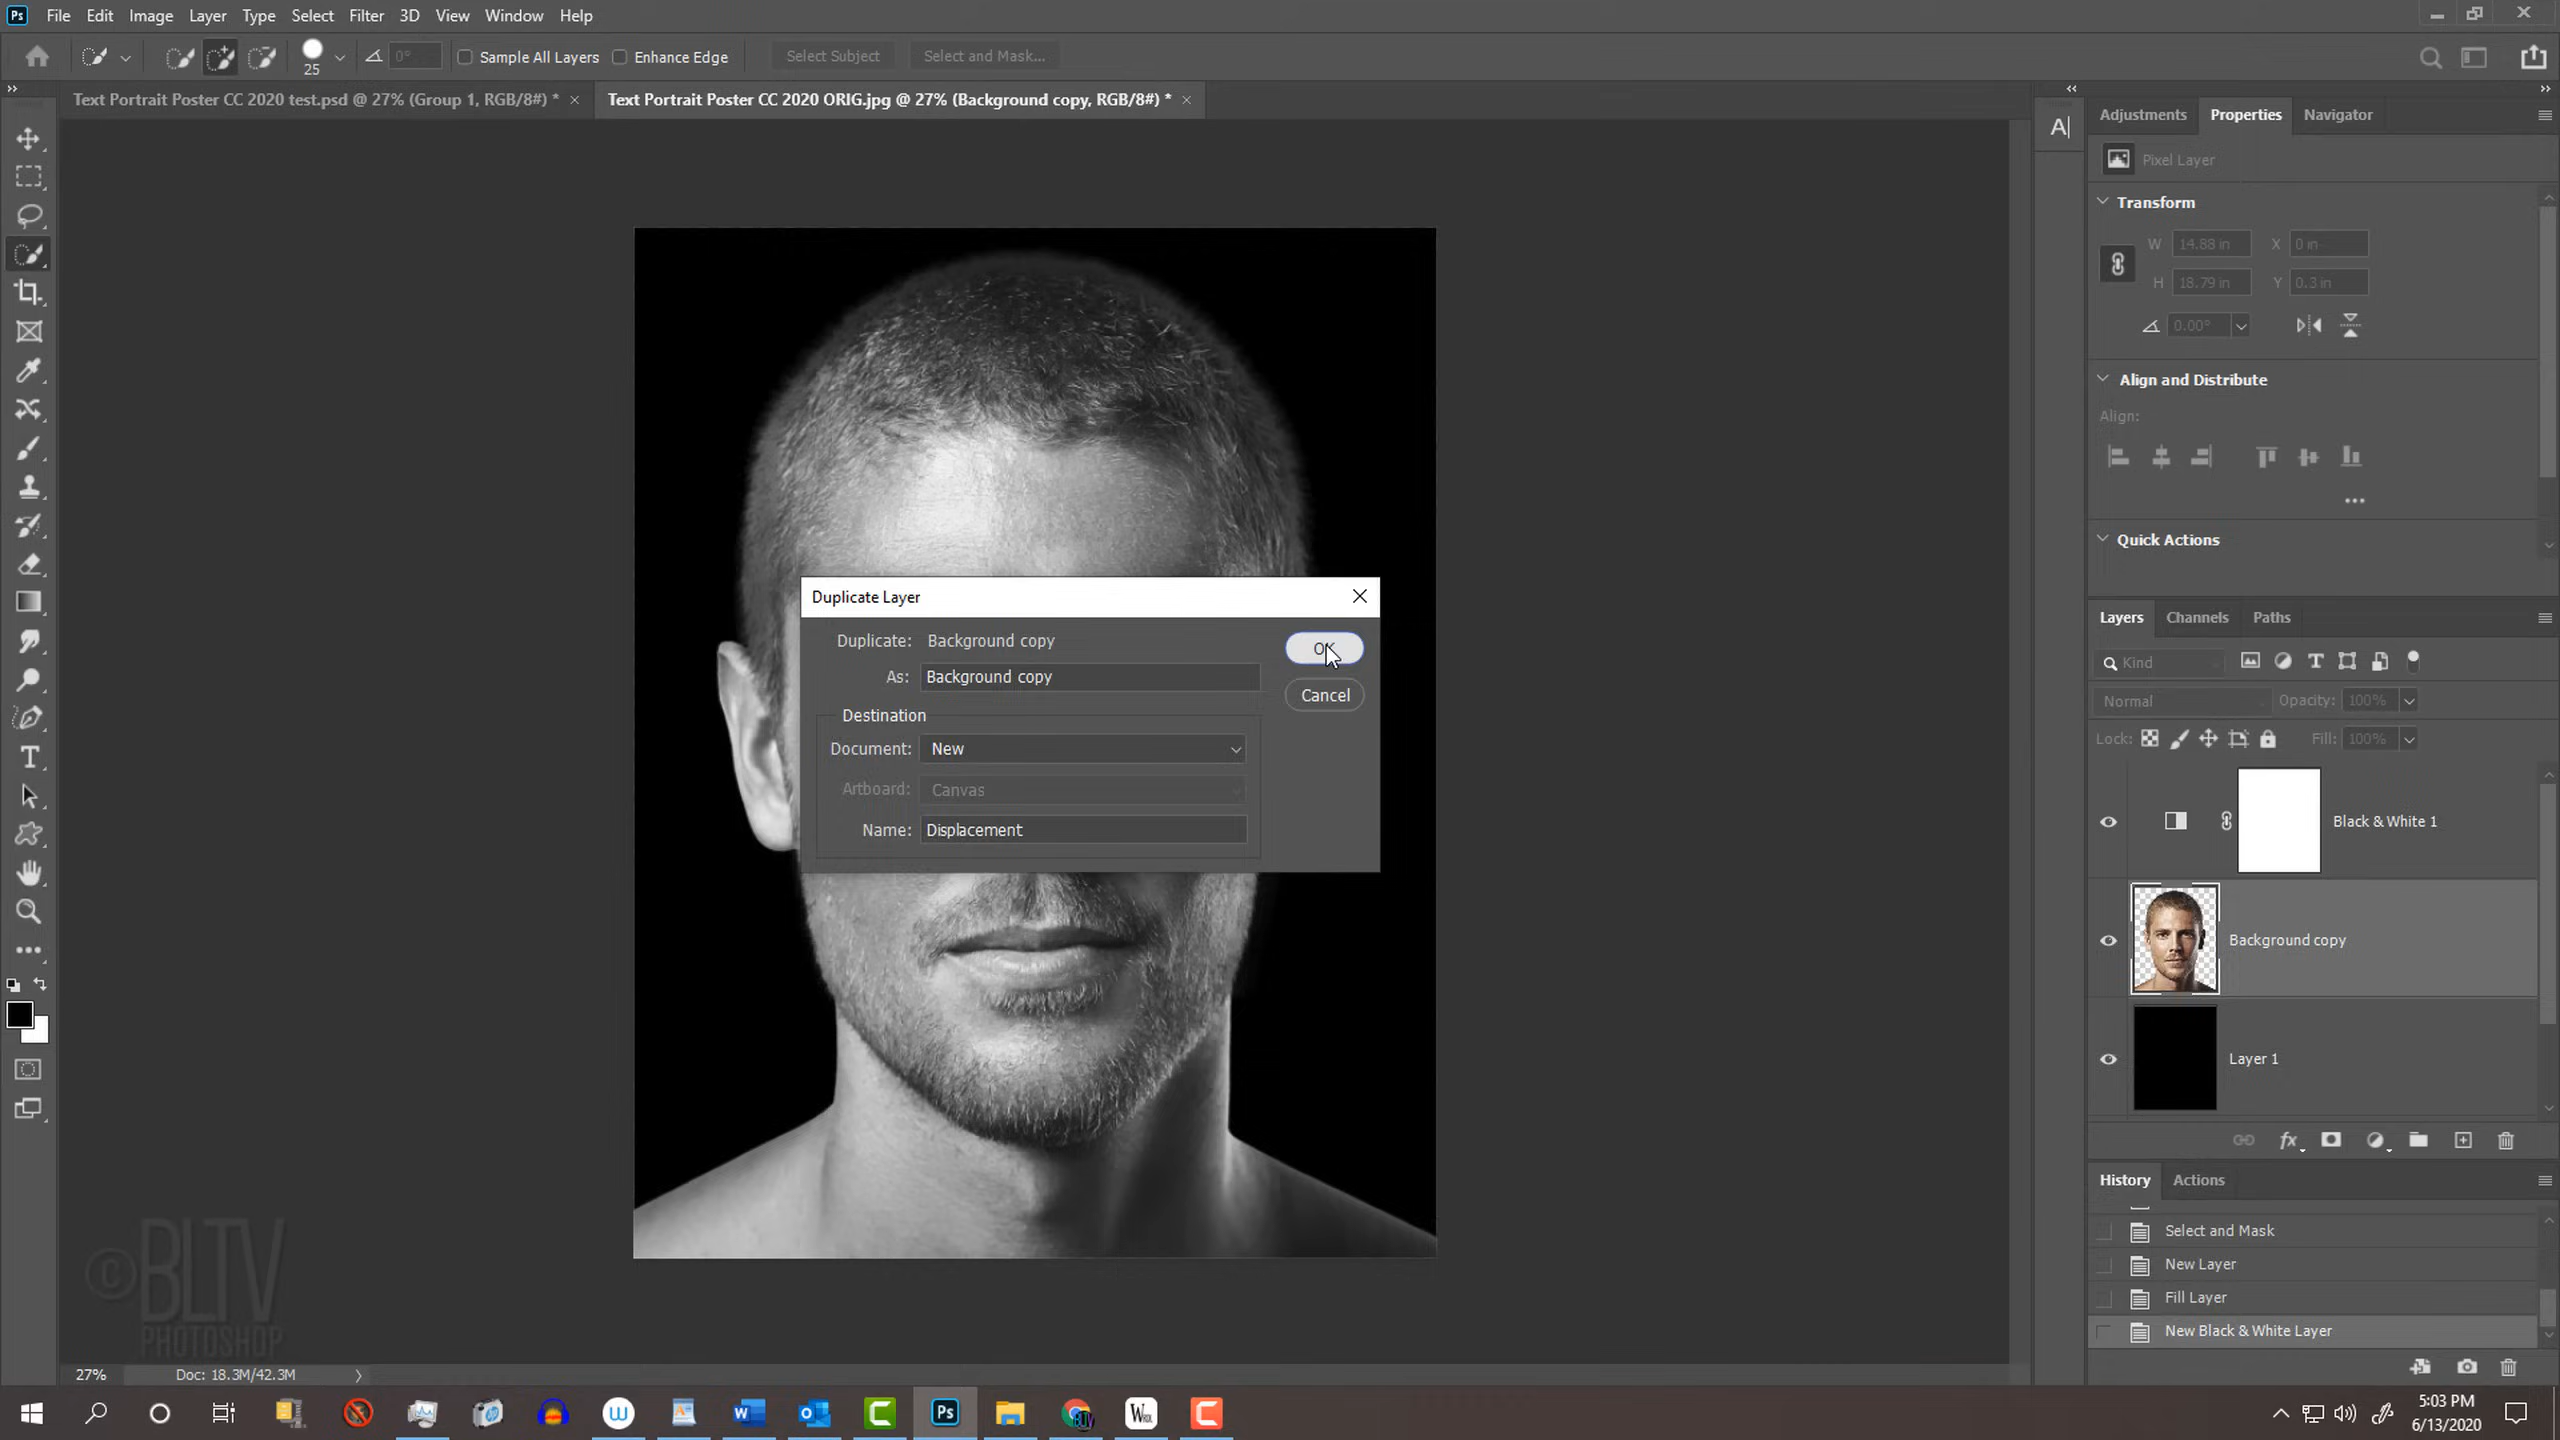 Ps File Edit Image Layer Type Select Filter 3D View Window Help
25 0° Sample All Layers Enhance Edge Select Subject Select and Mask...
Text Portrait Poster CC 2020 test.psd @ 27% (Group 1, RGB/8#) * Text Portrait Poster CC 2020 ORIG.jpg @ 27% (Background copy, RGB/8#) *
Adjustments Properties Navigator
Pixel Layer
Transform
W 14.88 in X 0 in
H 18.79 in Y 0.3 in
0.00°
Align and Distribute
Align:
Quick Actions
Duplicate Layer
Duplicate: Background copy
As: Background copy
OK
Cancel
Destination
Document: New
Artboard: Canvas
Name: Displacement
Layers Channels Paths
Kind
Normal Opacity: 100%
Lock: Fill: 100%
Black & White 1
Background copy
Layer 1
fx
History Actions
Select and Mask
New Layer
Fill Layer
New Black & White Layer
©BLTV
PHOTOSHOP
27% Doc: 18.3M/42.3M
5:03 PM
6/13/2020